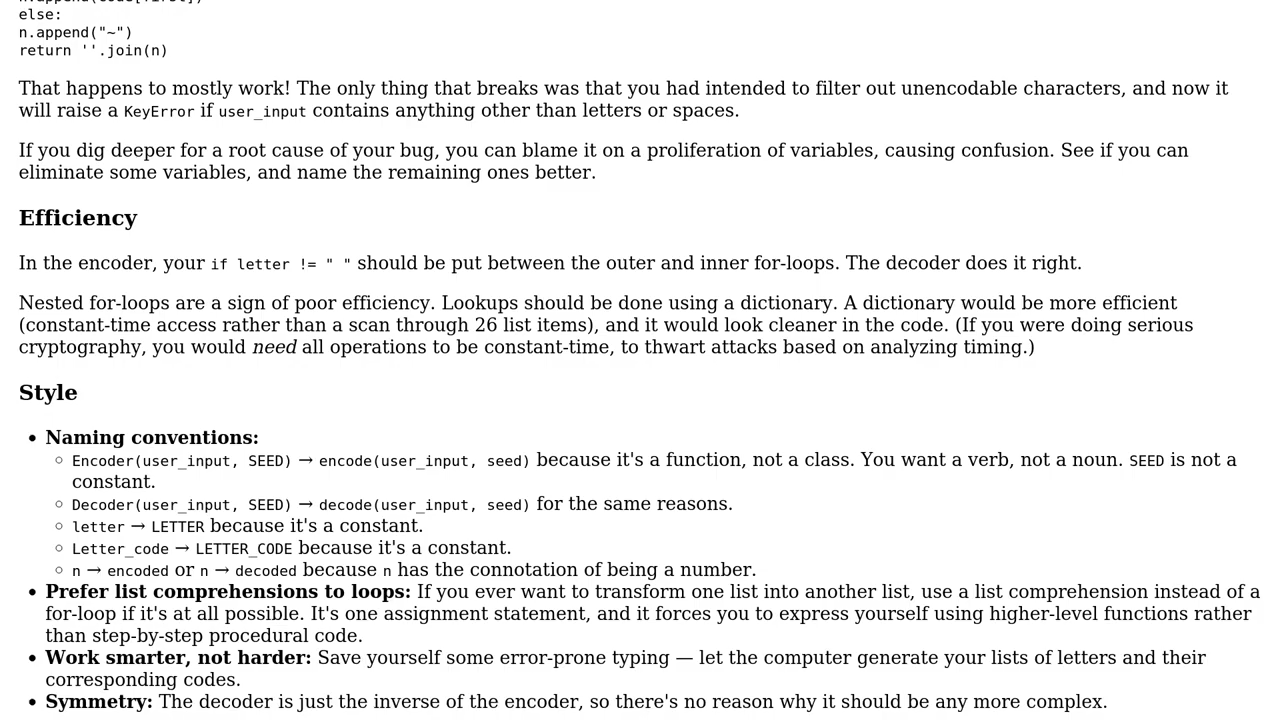 else:
n.append("~")
return ''.join(n)
That happens to mostly work! The only thing that breaks was that you had intended to filter out unencodable characters, and now it
will raise a KeyError if user_input contains anything other than letters or spaces.
If you dig deeper for a root cause of your bug, you can blame it on a proliferation of variables, causing confusion. See if you can
eliminate some variables, and name the remaining ones better.
Efficiency
In the encoder, your if letter != " " should be put between the outer and inner for-loops. The decoder does it right.
Nested for-loops are a sign of poor efficiency. Lookups should be done using a dictionary. A dictionary would be more efficient
(constant-time access rather than a scan through 26 list items), and it would look cleaner in the code. (If you were doing serious
cryptography, you would need all operations to be constant-time, to thwart attacks based on analyzing timing.)
Style
• Naming conventions:
◦ Encoder(user_input, SEED) → encode(user_input, seed) because it's a function, not a class. You want a verb, not a noun. SEED is not a
constant.
◦ Decoder(user_input, SEED) → decode(user_input, seed) for the same reasons.
◦ letter → LETTER because it's a constant.
◦ Letter_code → LETTER_CODE because it's a constant.
◦ n → encoded or n → decoded because n has the connotation of being a number.
• Prefer list comprehensions to loops: If you ever want to transform one list into another list, use a list comprehension instead of a
for-loop if it's at all possible. It's one assignment statement, and it forces you to express yourself using higher-level functions rather
than step-by-step procedural code.
• Work smarter, not harder: Save yourself some error-prone typing — let the computer generate your lists of letters and their
corresponding codes.
• Symmetry: The decoder is just the inverse of the encoder, so there's no reason why it should be any more complex.